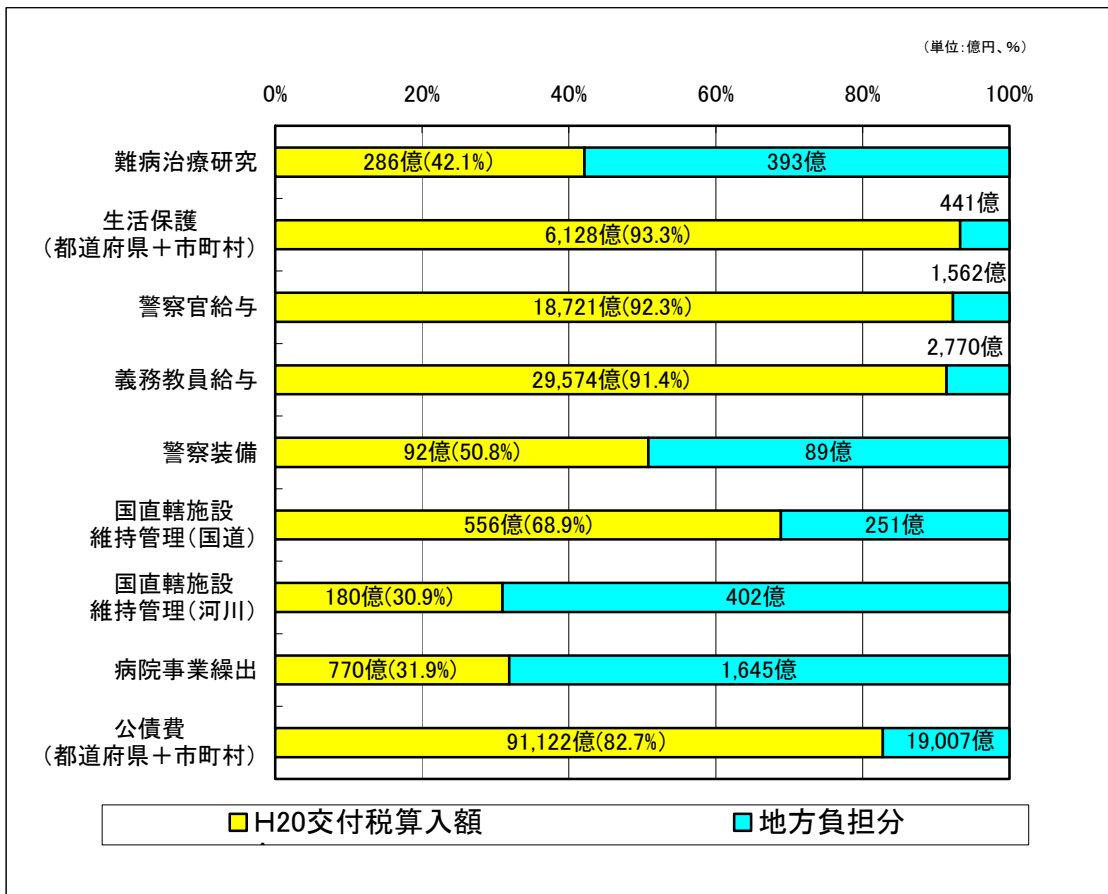 （単位：億円、％）
0% 20% 40% 60% 80% 100%
難病治療研究
286億(42.1%) 393億
生活保護
（都道府県＋市町村）
441億
6,128億(93.3%)
警察官給与
1,562億
18,721億(92.3%)
義務教員給与
2,770億
29,574億(91.4%)
警察装備
92億(50.8%) 89億
国直轄施設
維持管理（国道）
556億(68.9%) 251億
国直轄施設
維持管理（河川）
180億(30.9%) 402億
病院事業繰出
770億(31.9%) 1,645億
公債費
（都道府県＋市町村）
91,122億(82.7%) 19,007億
H20交付税算入額 地方負担分